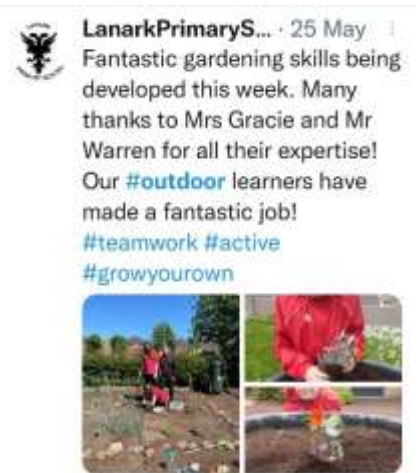 LanarkPrimaryS... · 25 May
Fantastic gardening skills being
developed this week. Many
thanks to Mrs Gracie and Mr
Warren for all their expertise!
Our #outdoor learners have
made a fantastic job!
#teamwork #active
#growyourown